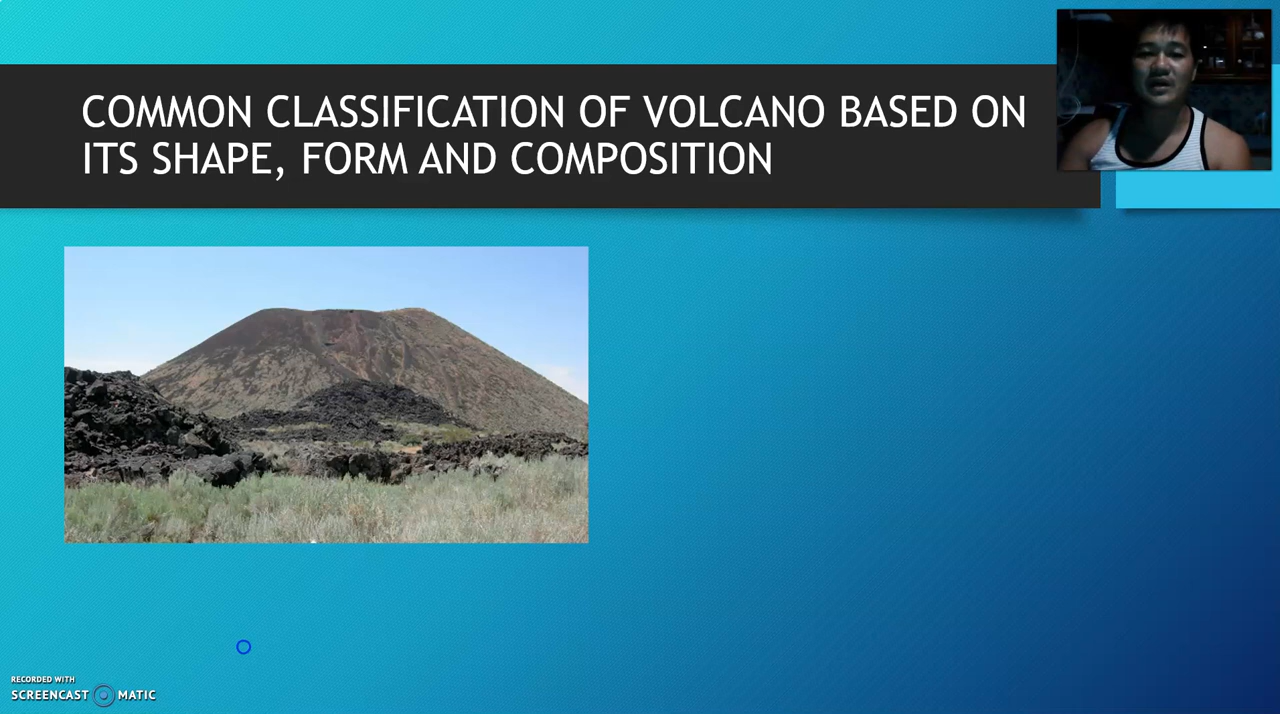 COMMON CLASSIFICATION OF VOLCANO BASED ON
ITS SHAPE, FORM AND COMPOSITION
RECORDED WITH
SCREENCAST MATIC